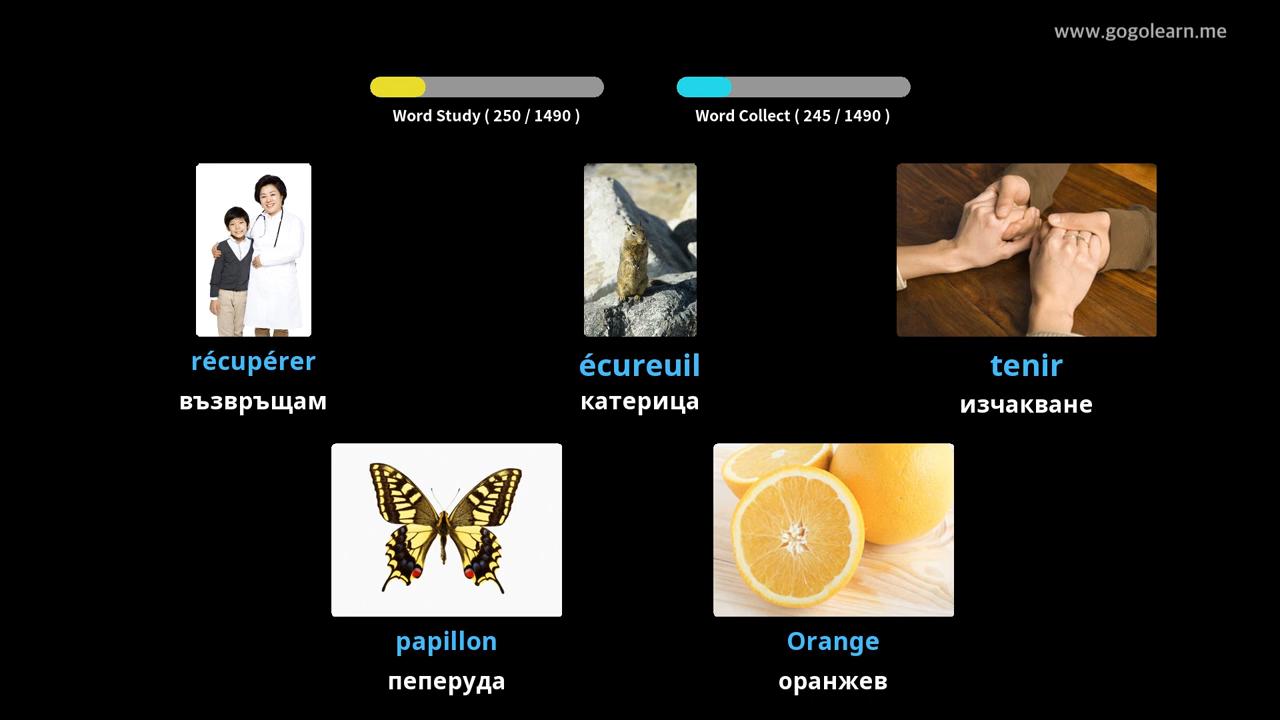 www.gogolearn.me
Word Study ( 250 / 1490 )
Word Collect ( 245 / 1490 )
récupérer
възвръщам
écureuil
катерица
tenir
изчакване
papillon
пеперуда
Orange
оранжев